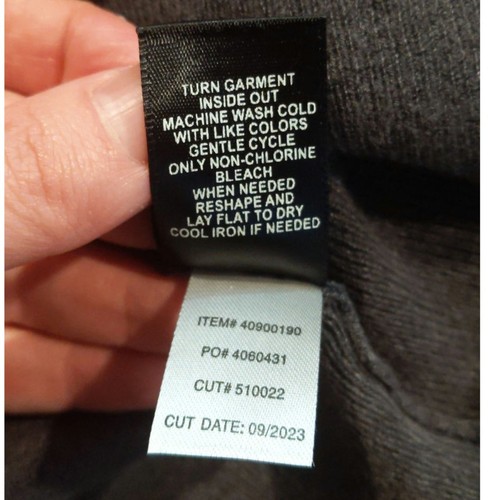 TURN GARMENT
INSIDE OUT
MACHINE WASH COLD
WITH LIKE COLORS
GENTLE CYCLE
ONLY NON-CHLORINE
BLEACH
WHEN NEEDED
RESHAPE AND
LAY FLAT TO DRY
COOL IRON IF NEEDED
ITEM# 40900190
PO# 4060431
CUT# 510022
CUT DATE: 09/2023